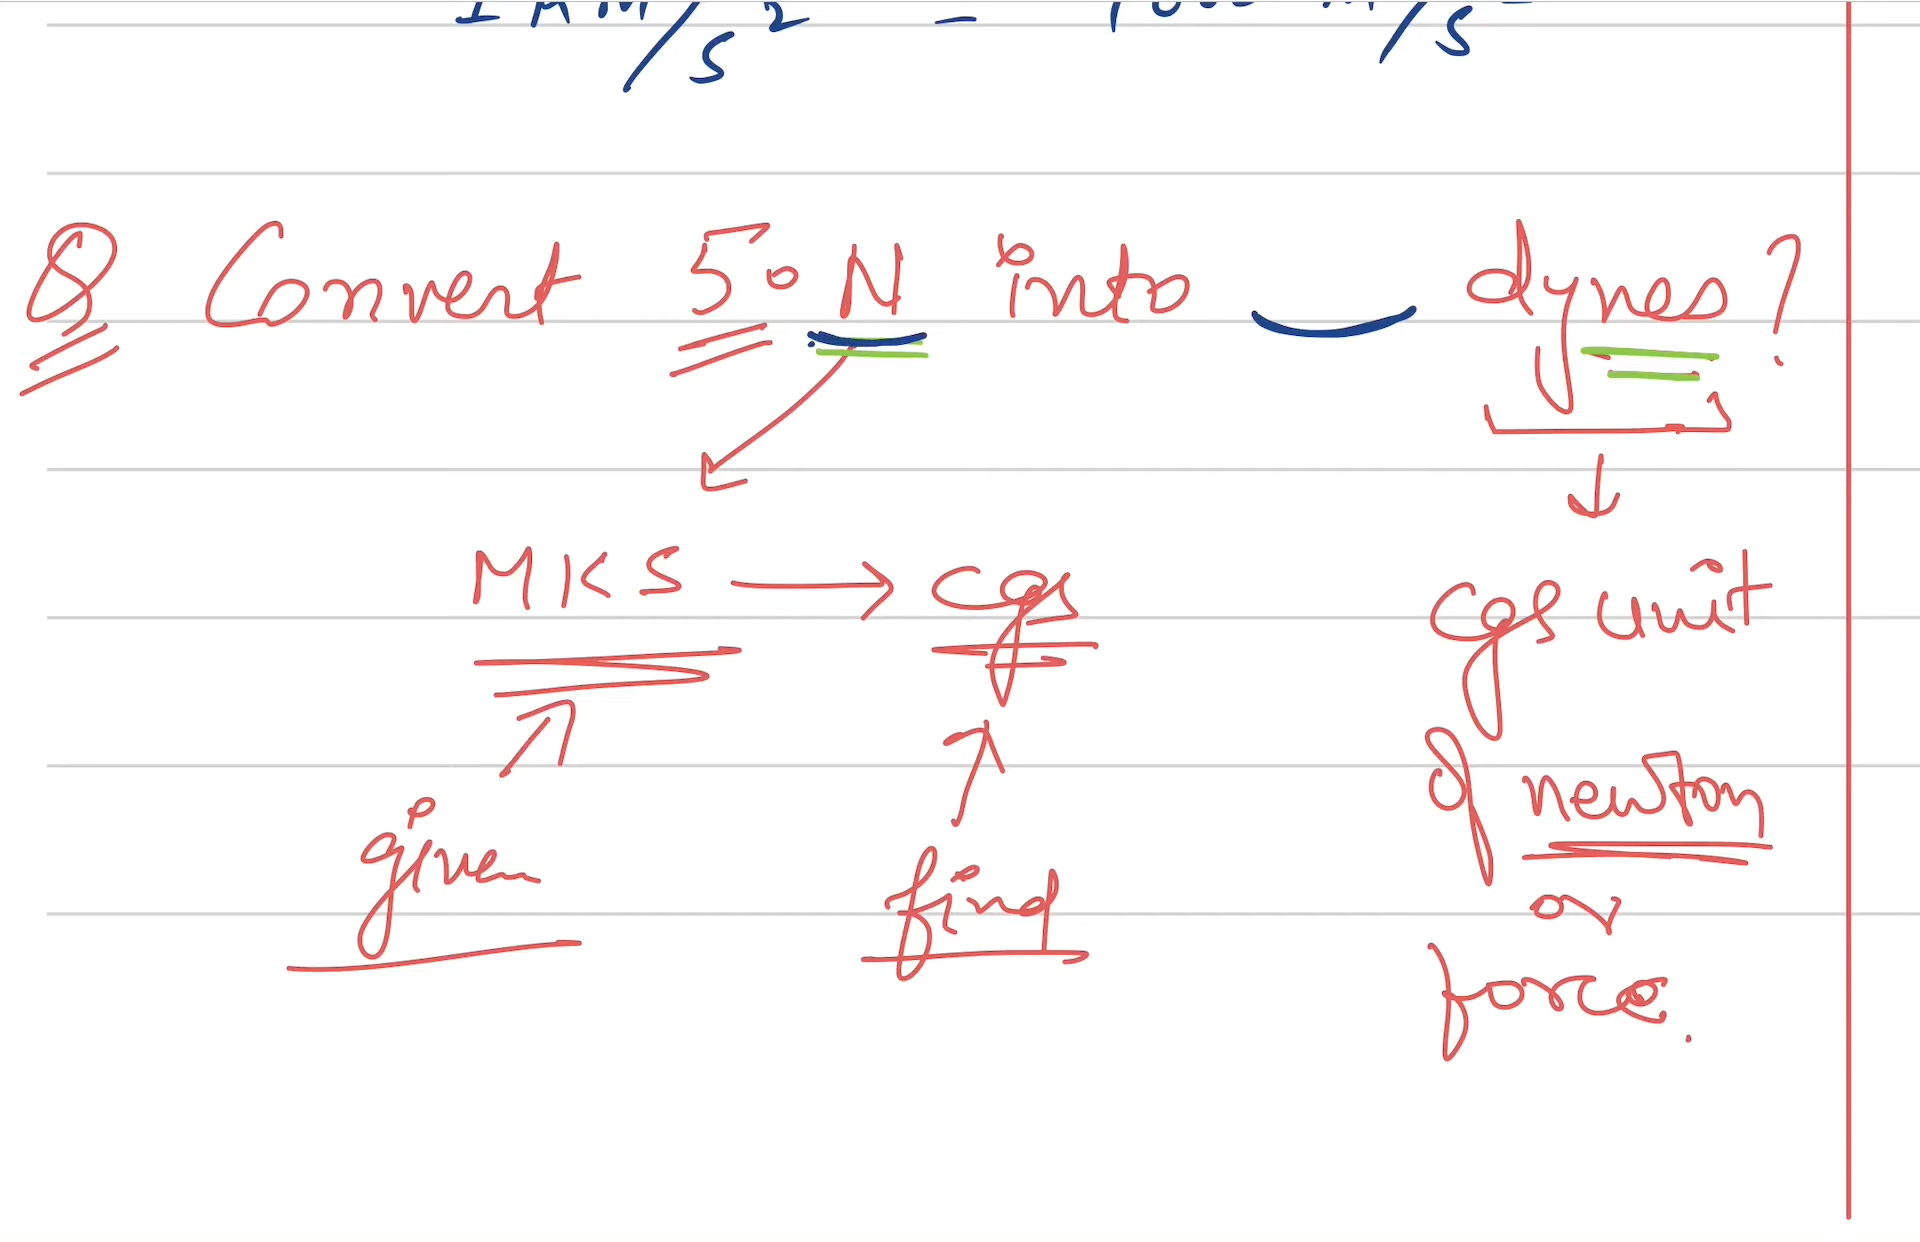 Q Convert 50 N into dynes?
MKS → cgs
cgs unit
of newton
given
find
or
force.